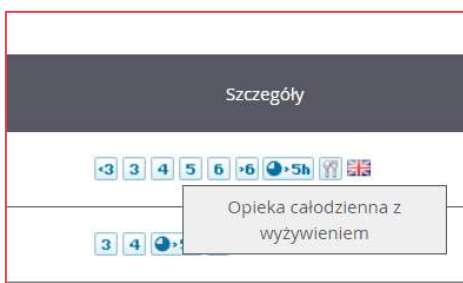 Szczegóły
<3 3 4 5 6 >6 >5h
Opieka całodzienna z
wyżywieniem
3 4